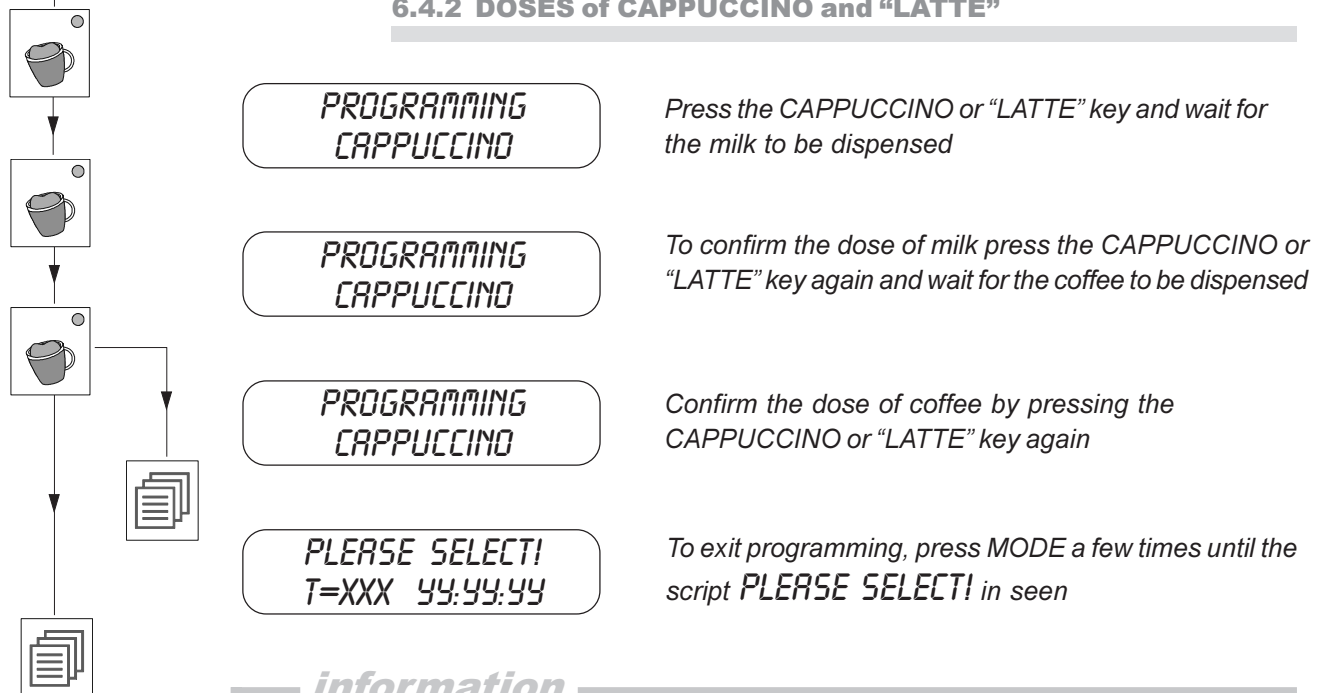 6.4.2 DOSES of CAPPUCCINO and “LATTE”
PROGRAMMING
CAPPUCCINO
Press the CAPPUCCINO or “LATTE” key and wait for
the milk to be dispensed
PROGRAMMING
CAPPUCCINO
To confirm the dose of milk press the CAPPUCCINO or
“LATTE” key again and wait for the coffee to be dispensed
PROGRAMMING
CAPPUCCINO
Confirm the dose of coffee by pressing the
CAPPUCCINO or “LATTE” key again
PLEASE SELECT!
T=XXX YY:YY:YY
To exit programming, press MODE a few times until the
script PLEASE SELECT! in seen
information